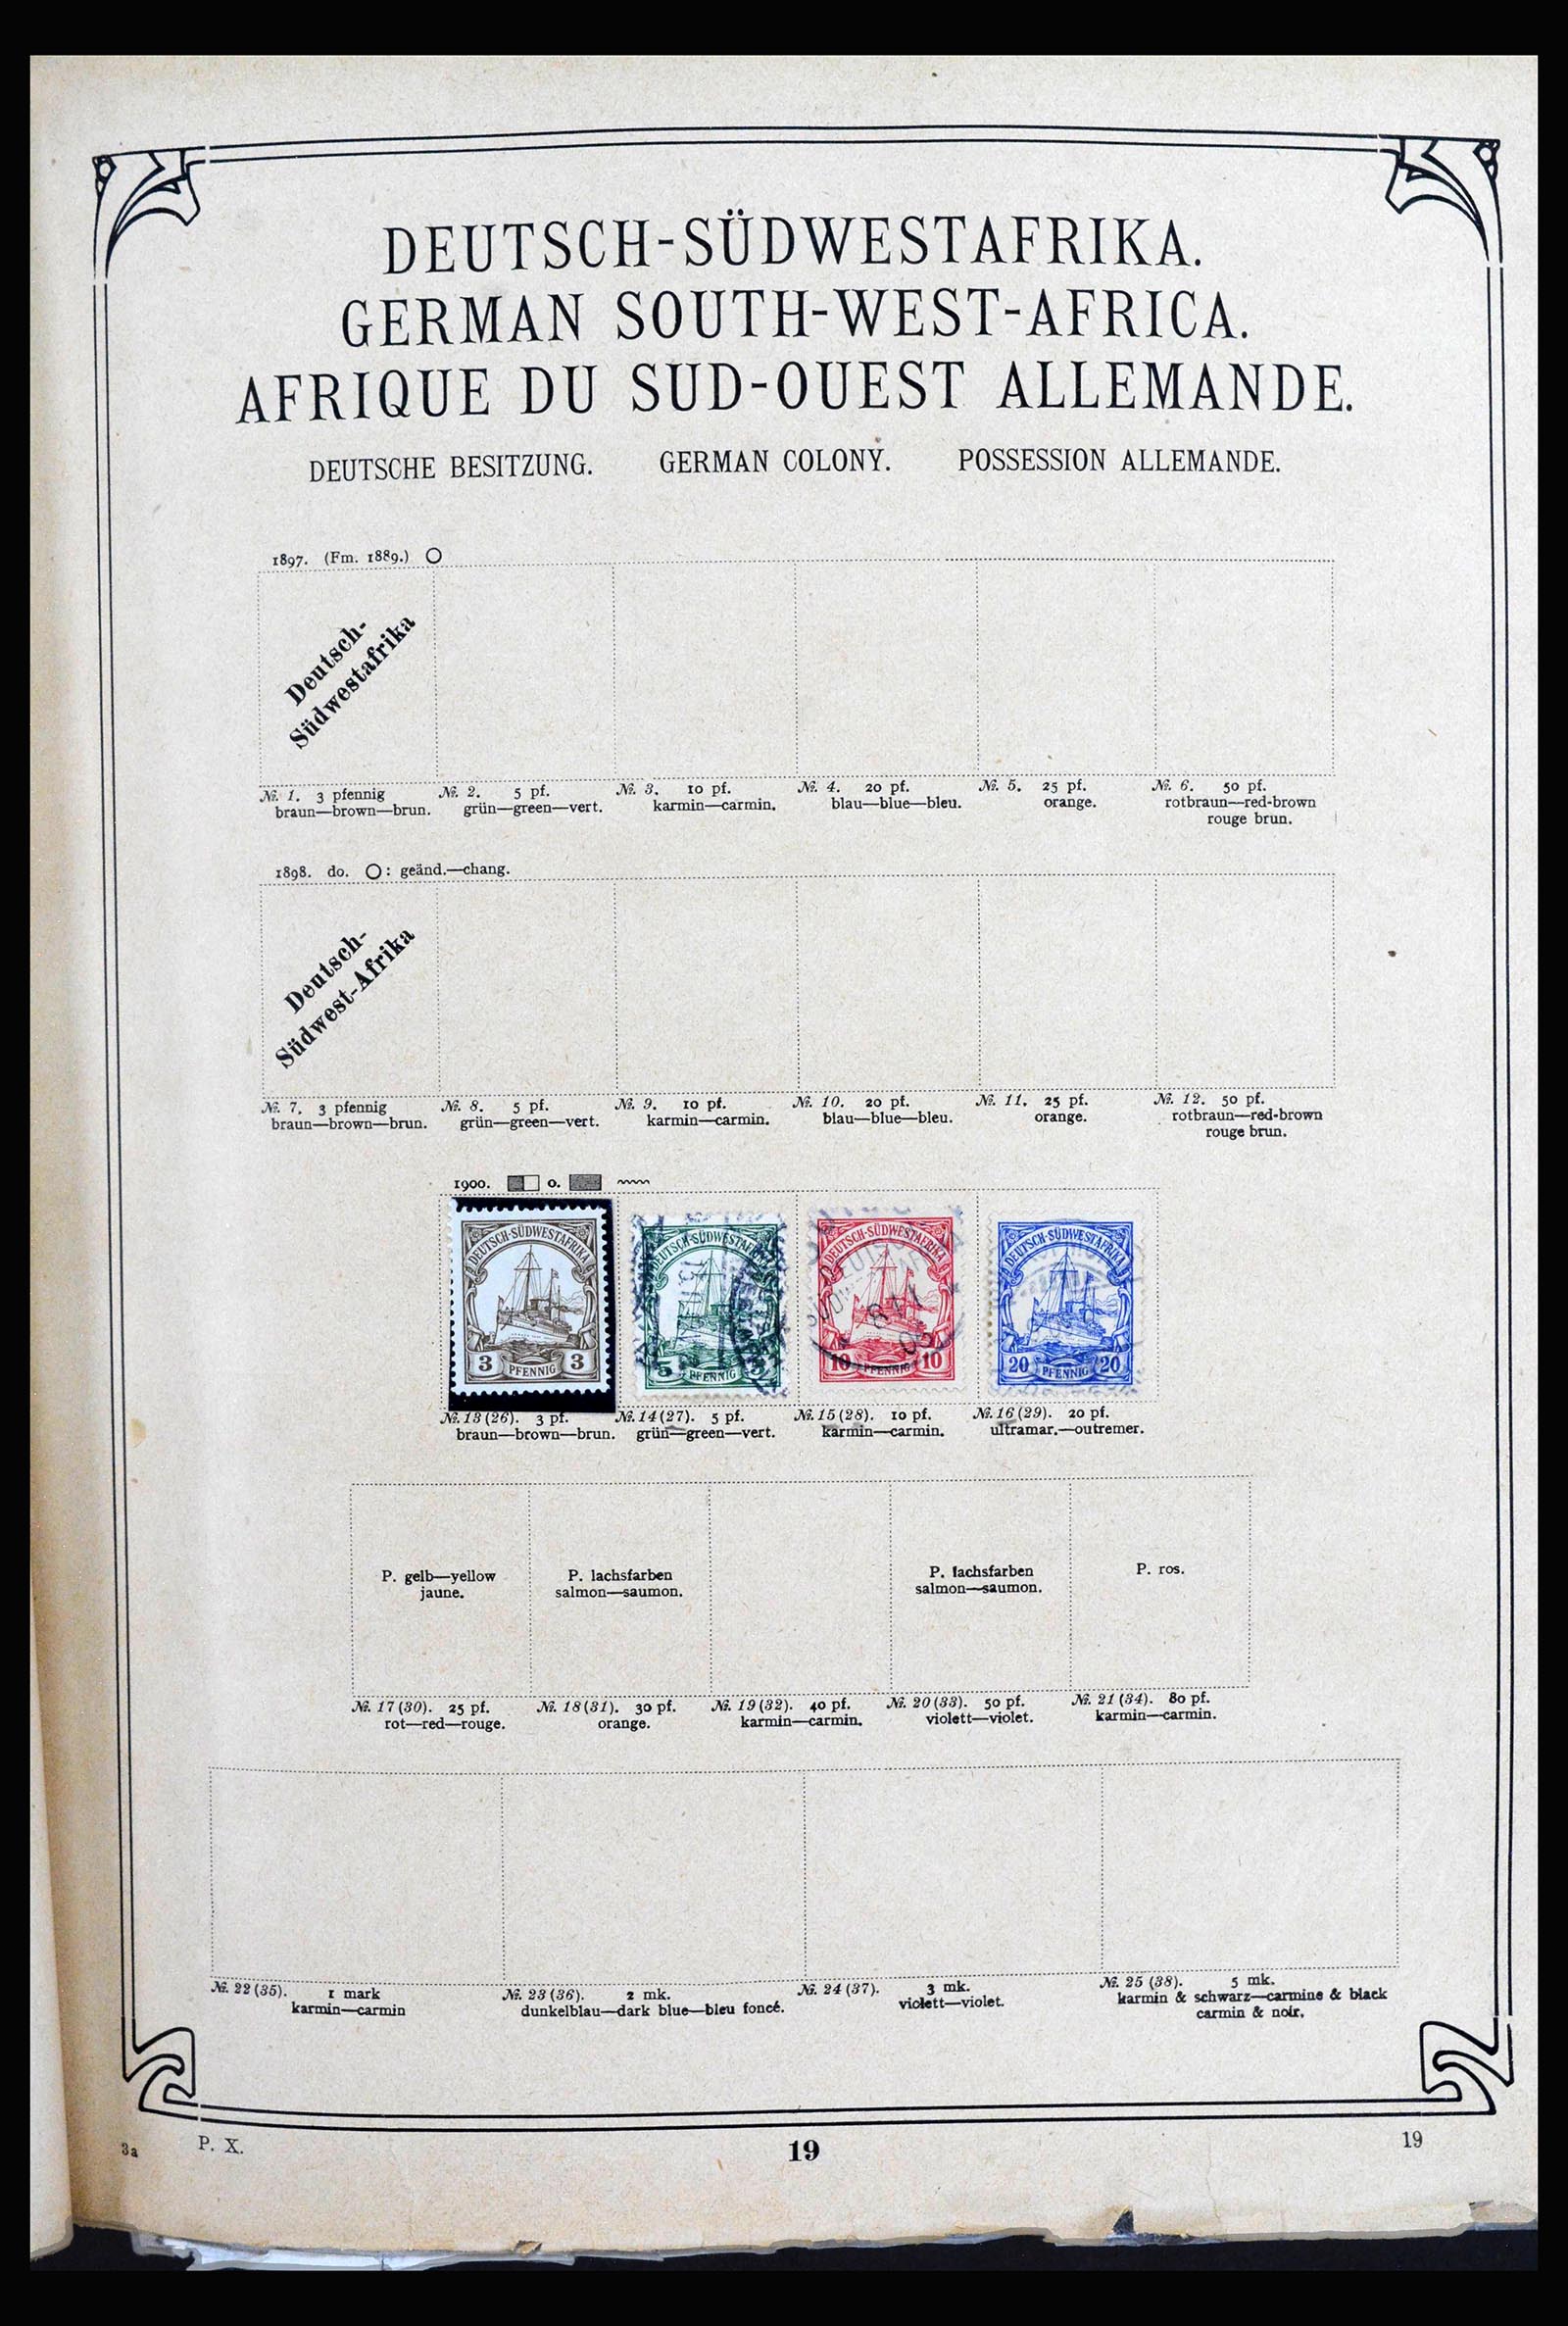 DEUTSCH-SÜDWESTAFRIKA.
GERMAN SOUTH-WEST-AFRICA.
AFRIQUE DU SUD-OUEST ALLEMANDE.
DEUTSCHE BESITZUNG. GERMAN COLONY. POSSESSION ALLEMANDE.
1897. (Fm. 1889.)
Deutsch-
Südwestafrika
№ 1. 3 pfennig
braun—brown—brun.
№ 2. 5 pf.
grün—green—vert.
№ 3. 10 pf.
karmin—carmin.
№ 4. 20 pf.
blau—blue—bleu.
№ 5. 25 pf.
orange.
№ 6. 50 pf.
rotbraun—red-brown
rouge brun.
1898. do. : geänd.—chang.
Deutsch-
Südwest-Afrika
№ 7. 3 pfennig
braun—brown—brun.
№ 8. 5 pf.
grün—green—vert.
№ 9. 10 pf.
karmin—carmin.
№ 10. 20 pf.
blau—blue—bleu.
№ 11. 25 pf.
orange.
№ 12. 50 pf.
rotbraun—red-brown
rouge brun.
1900. o.
DEUTSCH-SÜDWESTAFRIKA
3 PFENNIG 3
DEUTSCH-SÜDWESTAFRIKA
5 PFENNIG 5
DEUTSCH-SÜDWESTAFRIKA
10 PFENNIG 10
DEUTSCH-SÜDWESTAFRIKA
20 PFENNIG 20
№ 13 (26). 3 pf.
braun—brown—brun.
№ 14 (27). 5 pf.
grün—green—vert.
№ 15 (28). 10 pf.
karmin—carmin.
№ 16 (29). 20 pf.
ultramar.—outremer.
P. gelb—yellow
jaune.
P. lachsfarben
salmon—saumon.
P. lachsfarben
salmon—saumon.
P. ros.
№ 17 (30). 25 pf.
rot—red—rouge.
№ 18 (31). 30 pf.
orange.
№ 19 (32). 40 pf.
karmin—carmin.
№ 20 (33). 50 pf.
violett—violet.
№ 21 (34). 80 pf.
karmin—carmin.
№ 22 (35). 1 mark
karmin—carmin
№ 23 (36). 2 mk.
dunkelblau—dark blue—bleu foncé.
№ 24 (37). 3 mk.
violett—violet.
№ 25 (38). 5 mk.
karmin & schwarz—carmine & black
carmin & noir.
3a P. X. 19 19